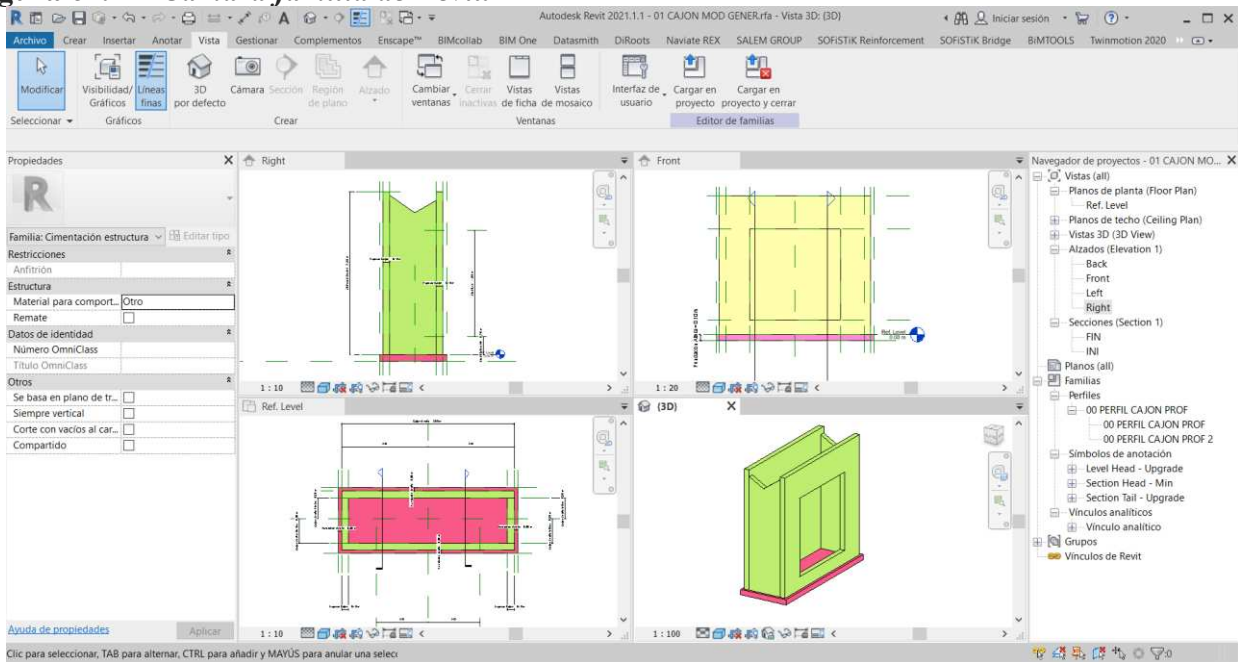 Autodesk Revit 2021.1.1 - 01 CAJON MOD GENER.rfa - Vista 3D: {3D}
Iniciar sesión
Archivo Crear Insertar Anotar Vista Gestionar Complementos Enscape™ BIMcollab BIM One Datasmith DiRoots Naviate REX SALEM GROUP SOFiSTiK Reinforcement SOFiSTiK Bridge BiMTOOLS Twinmotion 2020
Modificar
Visibilidad/
Gráficos
Líneas
finas
3D
por defecto
Cámara
Sección
Región
de plano
Alzado
Cambiar
ventanas
Cerrar
inactivas
Vistas
de ficha
Vistas
de mosaico
Interfaz de
usuario
Cargar en
proyecto
Cargar en
proyecto y cerrar
Seleccionar Gráficos Crear Ventanas Editor de familias
Propiedades X
Familia: Cimentación estructura Editar tipo
Restricciones
Anfitrión
Estructura
Material para comport... Otro
Remate
Datos de identidad
Número OmniClass
Título OmniClass
Otros
Se basa en plano de tr...
Siempre vertical
Corte con vacíos al car...
Compartido
Ayuda de propiedades Aplicar
Right
1 : 10
Front
Ref. Level
1 : 20
Ref. Level
1 : 10
{3D} X
1 : 100
Navegador de proyectos - 01 CAJON MO... X
Vistas (all)
Planos de planta (Floor Plan)
Ref. Level
Planos de techo (Ceiling Plan)
Vistas 3D (3D View)
Alzados (Elevation 1)
Back
Front
Left
Right
Secciones (Section 1)
FIN
INI
Planos (all)
Familias
Perfiles
00 PERFIL CAJON PROF
00 PERFIL CAJON PROF
00 PERFIL CAJON PROF 2
Símbolos de anotación
Level Head - Upgrade
Section Head - Min
Section Tail - Upgrade
Vínculos analíticos
Vínculo analítico
Grupos
Vínculos de Revit
Clic para seleccionar, TAB para alternar, CTRL para añadir y MAYÚS para anular una selecc
:0